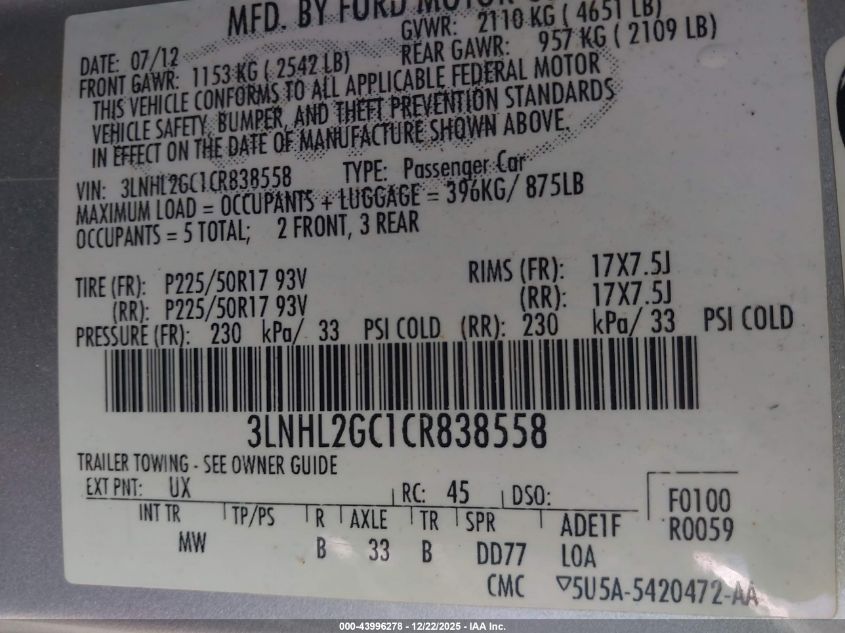 MFD. BY FORD MOTOR
DATE: 07/12 GVWR: 2110 KG ( 4651 LB)
FRONT GAWR: 1153 KG ( 2542 LB) REAR GAWR: 957 KG ( 2109 LB)
THIS VEHICLE CONFORMS TO ALL APPLICABLE FEDERAL MOTOR
VEHICLE SAFETY, BUMPER, AND THEFT PREVENTION STANDARDS
IN EFFECT ON THE DATE OF MANUFACTURE SHOWN ABOVE.
VIN: 3LNHL2GC1CR838558 TYPE: Passenger Car
MAXIMUM LOAD = OCCUPANTS + LUGGAGE = 396KG/ 875LB
OCCUPANTS = 5 TOTAL; 2 FRONT, 3 REAR
TIRE (FR): P225/50R17 93V RIMS (FR): 17X7.5J
(RR): P225/50R17 93V (RR): 17X7.5J
PRESSURE (FR): 230 kPa/ 33 PSI COLD (RR): 230 kPa/ 33 PSI COLD
3LNHL2GC1CR838558
TRAILER TOWING - SEE OWNER GUIDE
EXT PNT: UX RC: 45 DSO: F0100
INT TR TP/PS R AXLE TR SPR ADE1F R0059
MW B 33 B DD77 LOA
CMC ▽5U5A-5420472-AA
000-43996278 - 12/22/2025 - IAA Inc.